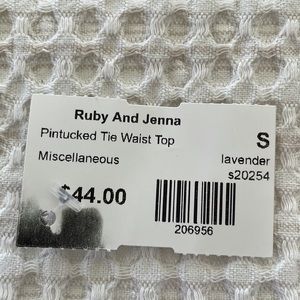 Ruby And Jenna
Pintucked Tie Waist Top
S
Miscellaneous
lavender
s20254
$44.00
206956